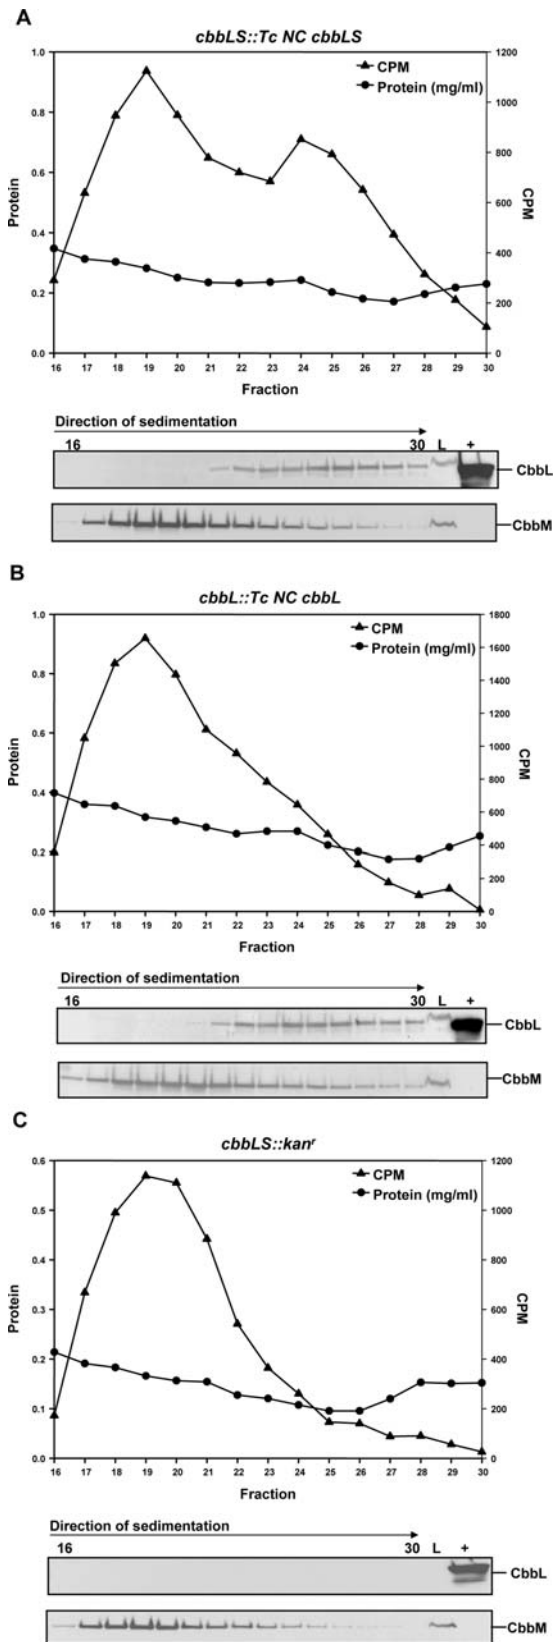 A
cbbLS::Tc NC cbbLS
CPM
Protein (mg/ml)
1.0
0.8
0.6
0.4
0.2
0.0
Protein
1200
1000
800
600
400
200
0
CPM
16 17 18 19 20 21 22 23 24 25 26 27 28 29 30
Fraction
Direction of sedimentation
16 30 L +
CbbL
CbbM
B
cbbL::Tc NC cbbL
CPM
Protein (mg/ml)
1.0
0.8
0.6
0.4
0.2
0.0
Protein
1800
1600
1400
1200
1000
800
600
400
200
0
CPM
16 17 18 19 20 21 22 23 24 25 26 27 28 29 30
Fraction
Direction of sedimentation
16 30 L +
CbbL
CbbM
C
cbbLS::kanʳ
CPM
Protein (mg/ml)
0.6
0.5
0.4
0.3
0.2
0.1
0.0
Protein
1200
1000
800
600
400
200
0
CPM
16 17 18 19 20 21 22 23 24 25 26 27 28 29 30
Fraction
Direction of sedimentation
16 30 L +
CbbL
CbbM